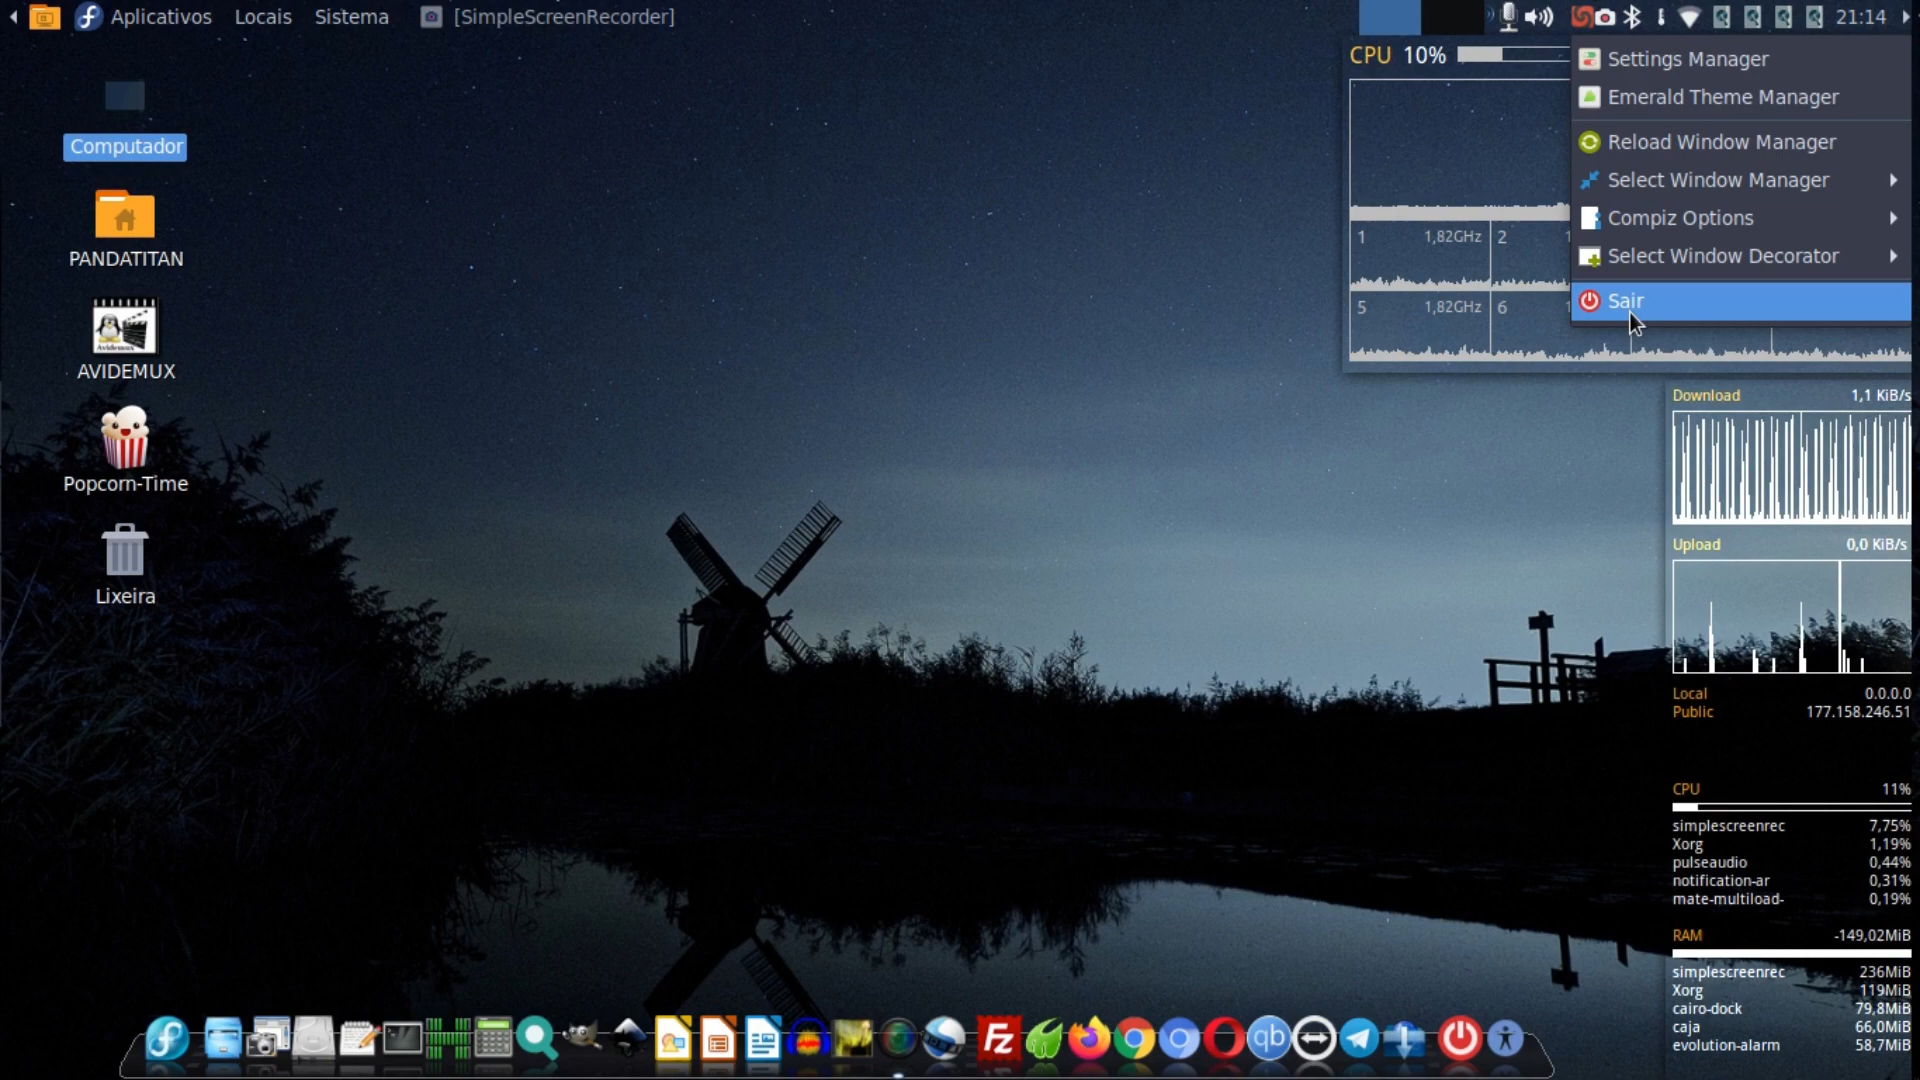 Aplicativos Locais Sistema [SimpleScreenRecorder] 21:14
Computador
PANDATITAN
AVIDEMUX
Avidemux
Popcorn-Time
Lixeira
CPU 10%
1 1,82GHz 2
5 1,82GHz 6
Settings Manager
Emerald Theme Manager
Reload Window Manager
Select Window Manager
Compiz Options
Select Window Decorator
Sair
Download 1,1 KiB/s
Upload 0,0 KiB/s
Local 0.0.0.0
Public 177.158.246.51
CPU 11%
simplescreenrec 7,75%
Xorg 1,19%
pulseaudio 0,44%
notification-ar 0,31%
mate-multiload- 0,19%
RAM -149,02MiB
simplescreenrec 236MiB
Xorg 119MiB
cairo-dock 79,8MiB
caja 66,0MiB
evolution-alarm 58,7MiB
Fz
qb